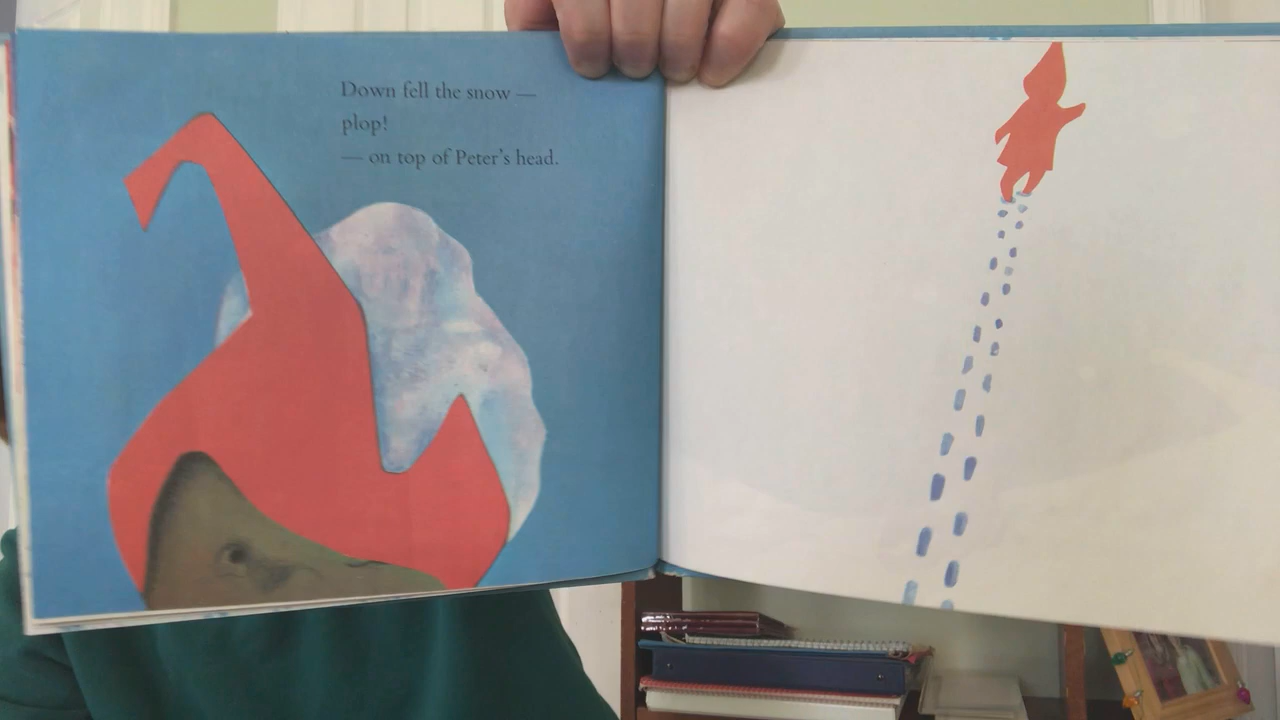 Down fell the snow —
plop!
— on top of Peter's head.